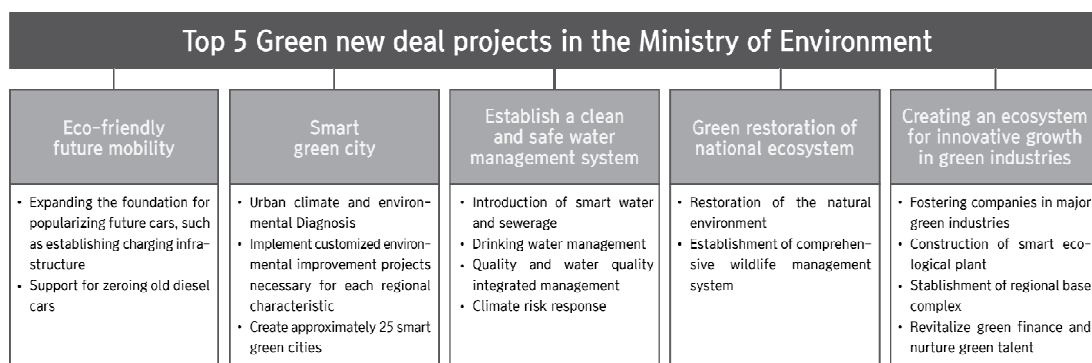 Top 5 Green new deal projects in the Ministry of Environment
Eco-friendly
future mobility
• Expanding the foundation for
popularizing future cars, such
as establishing charging infra-
structure
• Support for zeroing old diesel
cars
Smart
green city
• Urban climate and environ-
mental Diagnosis
• Implement customized environ-
mental improvement projects
necessary for each regional
characteristic
• Create approximately 25 smart
green cities
Establish a clean
and safe water
management system
• Introduction of smart water
and sewerage
• Drinking water management
• Quality and water quality
integrated management
• Climate risk response
Green restoration of
national ecosystem
• Restoration of the natural
environment
• Establishment of comprehen-
sive wildlife management
system
Creating an ecosystem
for innovative growth
in green industries
• Fostering companies in major
green industries
• Construction of smart eco-
logical plant
• Stablishment of regional base
complex
• Revitalize green finance and
nurture green talent